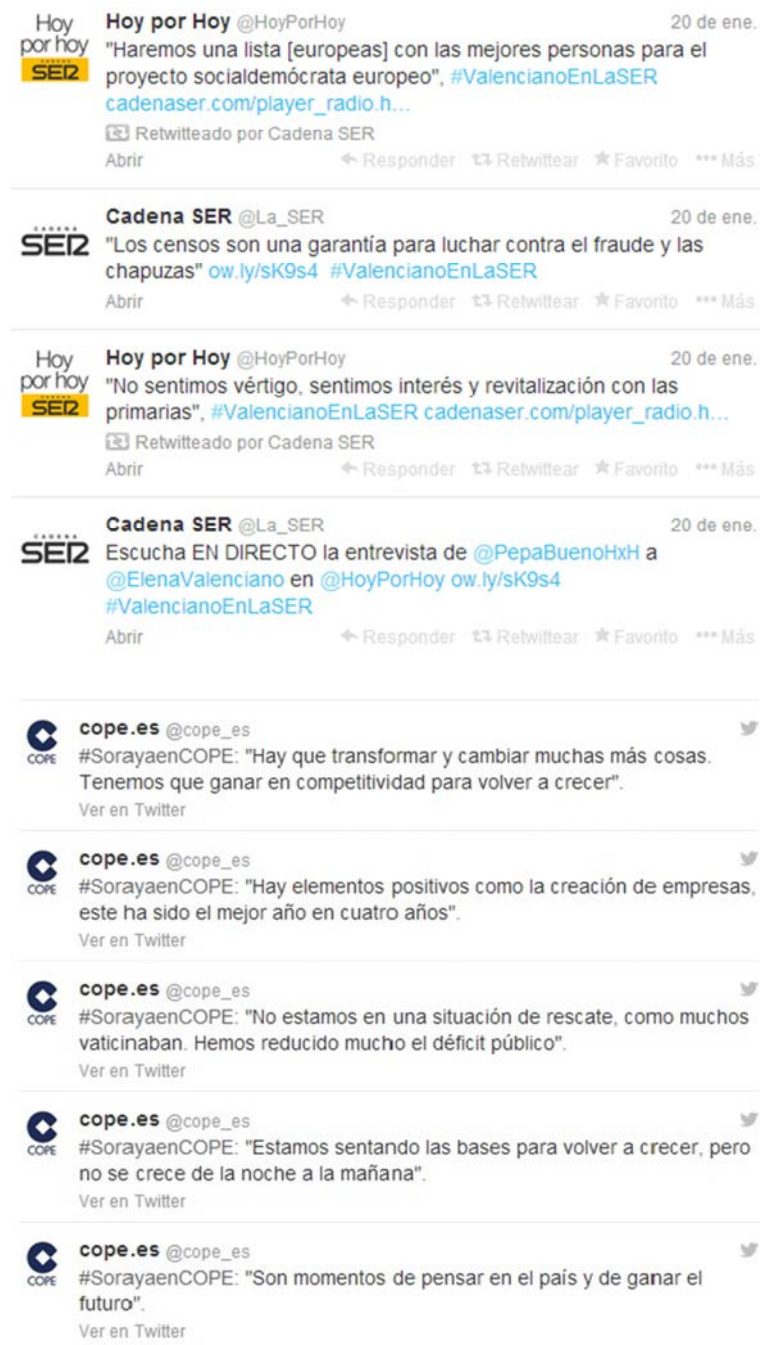 Hoy por hoy SER
Hoy por Hoy @HoyPorHoy 20 de ene.
"Haremos una lista [europeas] con las mejores personas para el
proyecto socialdemócrata europeo", #ValencianoEnLaSER
cadenaser.com/player_radio.h...
Retwitteado por Cadena SER
Abrir Responder Retwittear Favorito Más
CADENA SER
Cadena SER @La_SER 20 de ene.
"Los censos son una garantía para luchar contra el fraude y las
chapuzas" ow.ly/sK9s4 #ValencianoEnLaSER
Abrir Responder Retwittear Favorito Más
Hoy por hoy SER
Hoy por Hoy @HoyPorHoy 20 de ene.
"No sentimos vértigo, sentimos interés y revitalización con las
primarias", #ValencianoEnLaSER cadenaser.com/player_radio.h...
Retwitteado por Cadena SER
Abrir Responder Retwittear Favorito Más
CADENA SER
Cadena SER @La_SER 20 de ene.
Escucha EN DIRECTO la entrevista de @PepaBuenoHxH a
@ElenaValenciano en @HoyPorHoy ow.ly/sK9s4
#ValencianoEnLaSER
Abrir Responder Retwittear Favorito Más
COPE
cope.es @cope_es
#SorayaenCOPE: "Hay que transformar y cambiar muchas más cosas.
Tenemos que ganar en competitividad para volver a crecer".
Ver en Twitter
COPE
cope.es @cope_es
#SorayaenCOPE: "Hay elementos positivos como la creación de empresas,
este ha sido el mejor año en cuatro años".
Ver en Twitter
COPE
cope.es @cope_es
#SorayaenCOPE: "No estamos en una situación de rescate, como muchos
vaticinaban. Hemos reducido mucho el déficit público".
Ver en Twitter
COPE
cope.es @cope_es
#SorayaenCOPE: "Estamos sentando las bases para volver a crecer, pero
no se crece de la noche a la mañana".
Ver en Twitter
COPE
cope.es @cope_es
#SorayaenCOPE: "Son momentos de pensar en el país y de ganar el
futuro".
Ver en Twitter